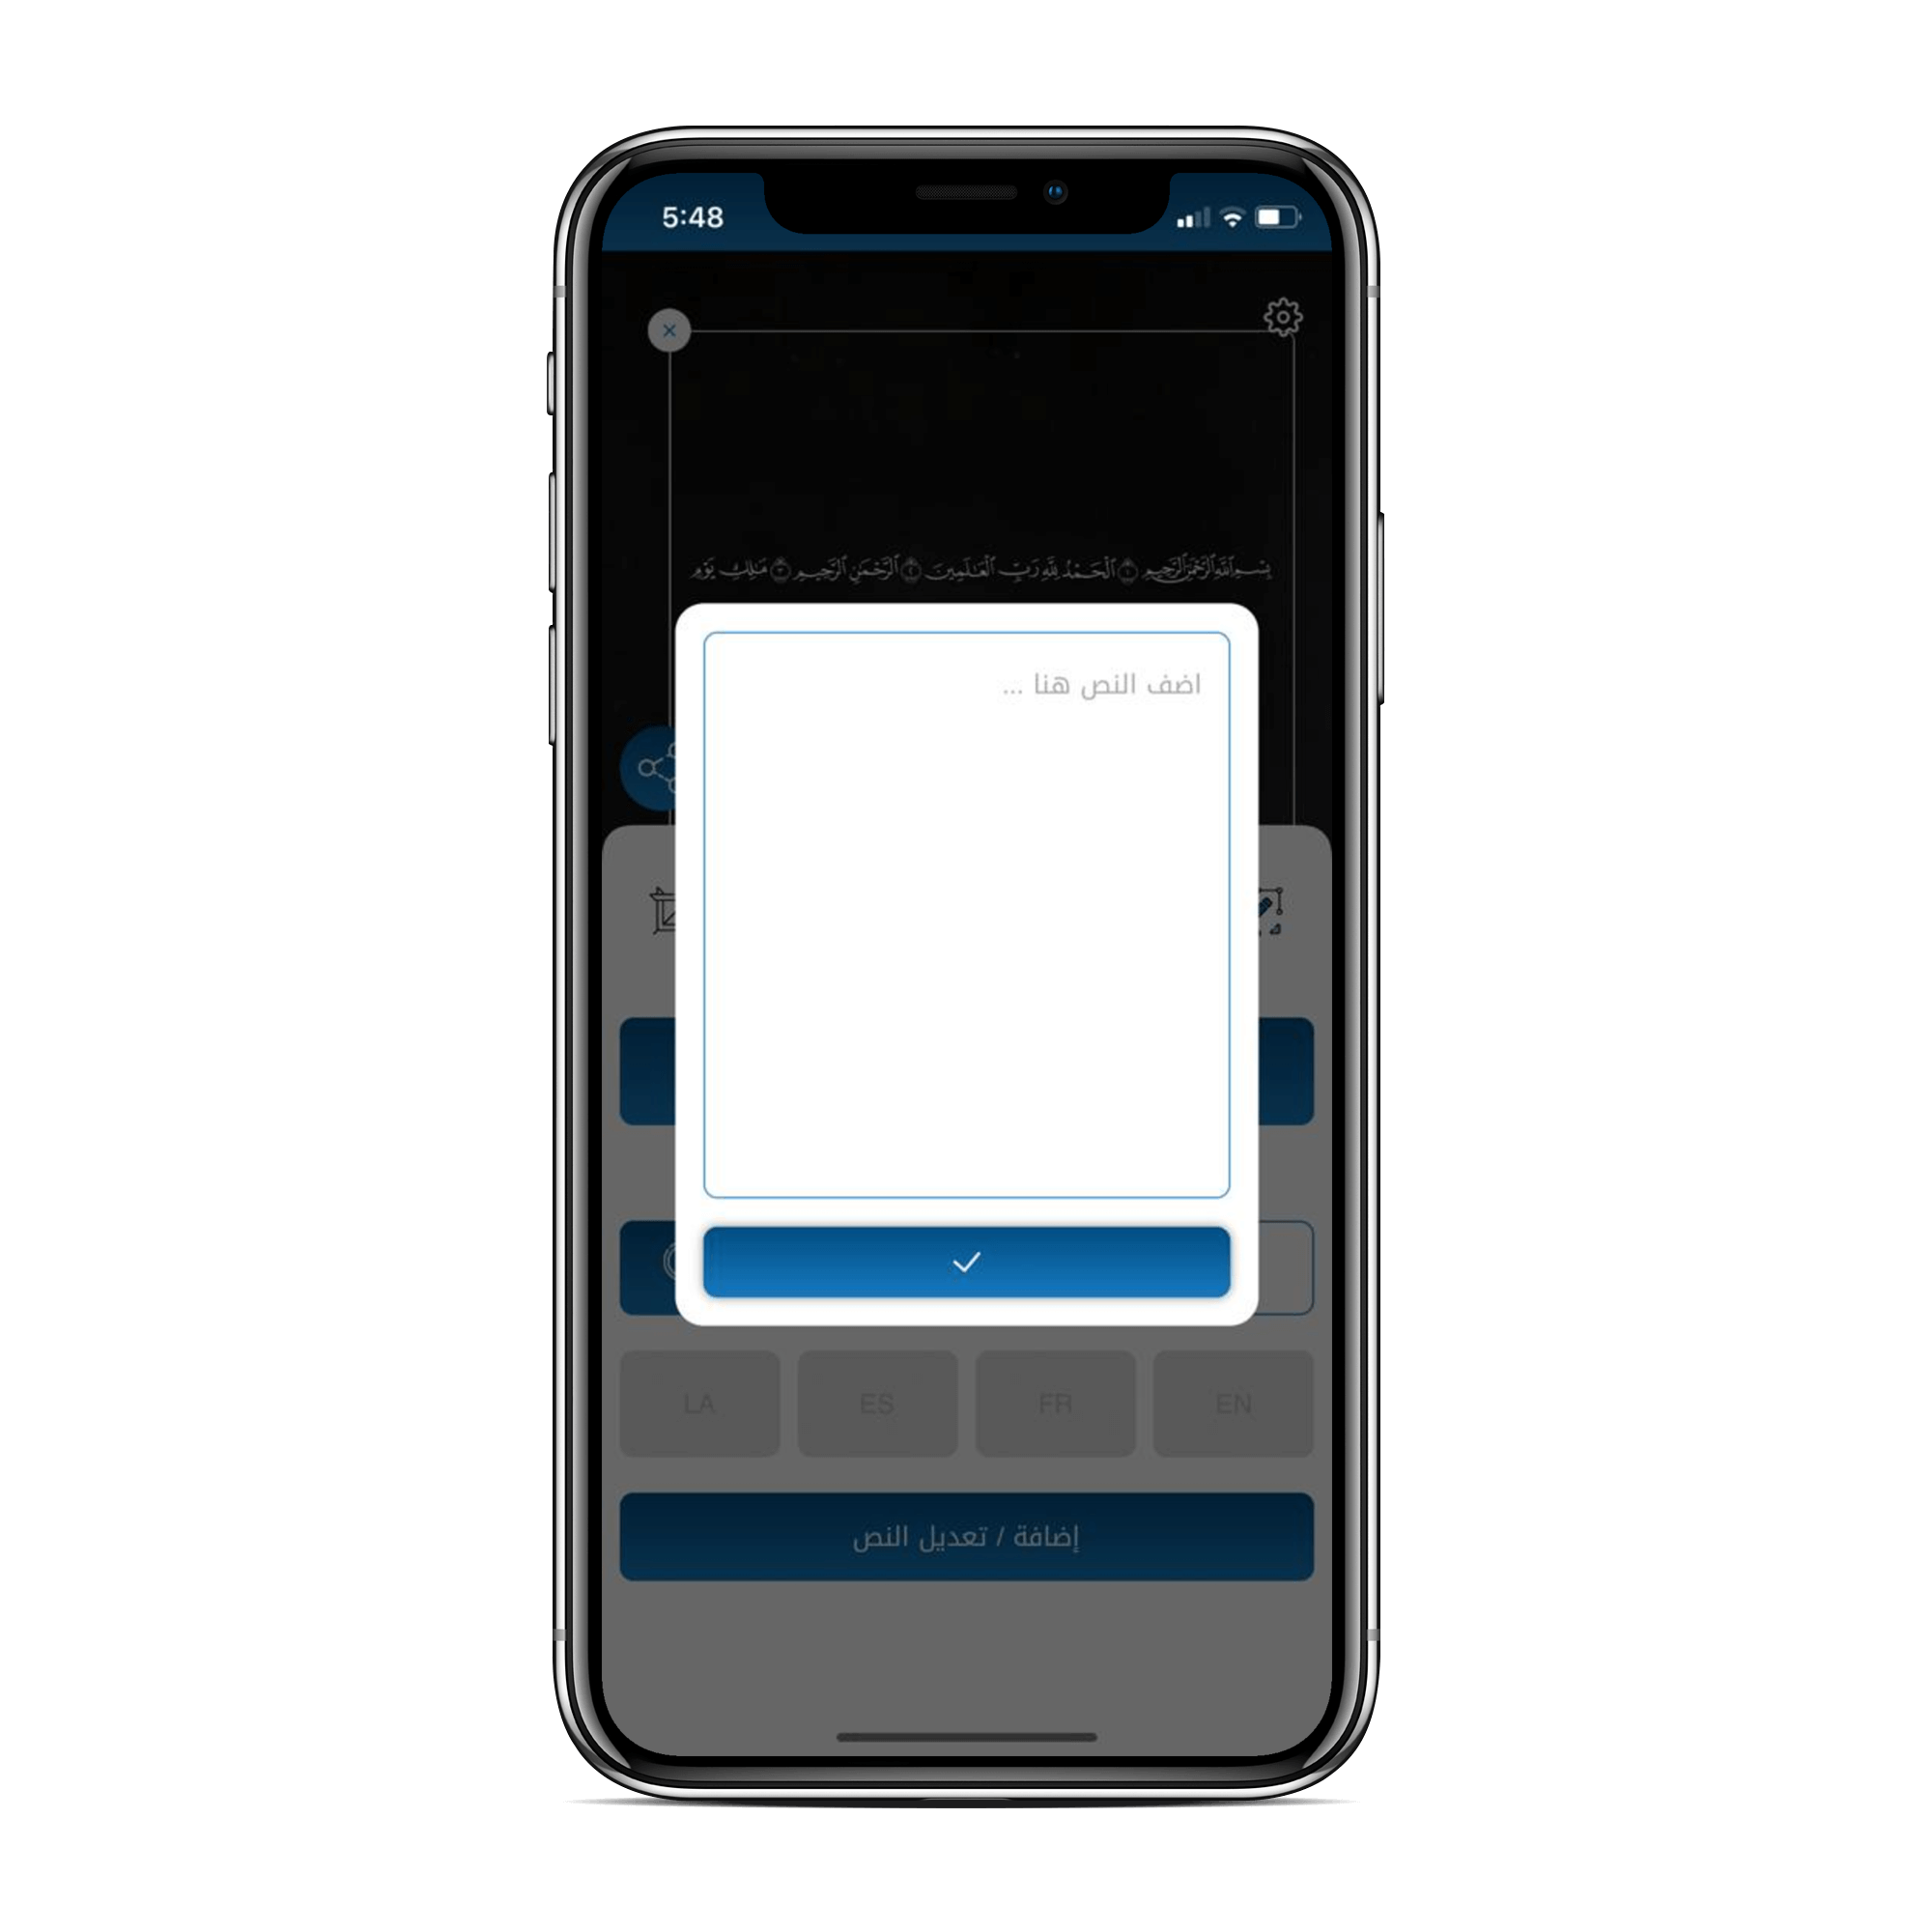 5:48
بِسْمِ ٱللَّهِ ٱلرَّحْمَٰنِ ٱلرَّحِيمِ ۝١ ٱلْحَمْدُ لِلَّهِ رَبِّ ٱلْعَٰلَمِينَ ۝٢ ٱلرَّحْمَٰنِ ٱلرَّحِيمِ ۝٣ مَٰلِكِ يَوْمِ
اضف النص هنا ...
EN FR ES LA
إضافة / تعديل النص